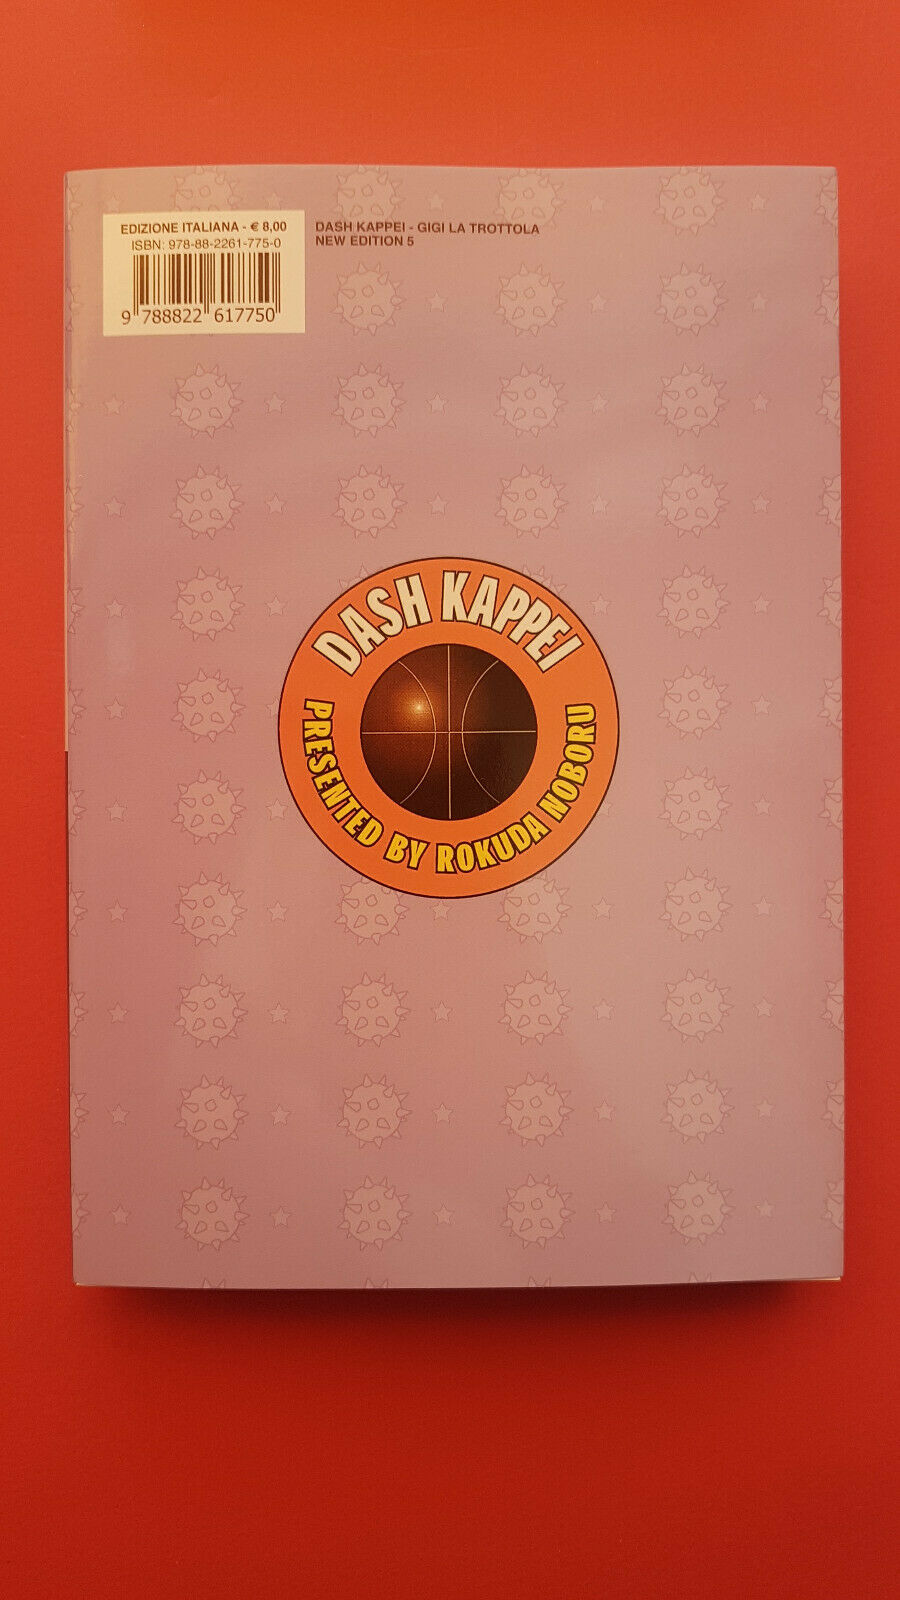 EDIZIONE ITALIANA - € 8,00
ISBN: 978-88-2261-775-0
9 788822 617750
DASH KAPPEI - GIGI LA TROTTOLA
NEW EDITION 5
DASH KAPPEI
PRESENTED BY ROKUDA NOBORU